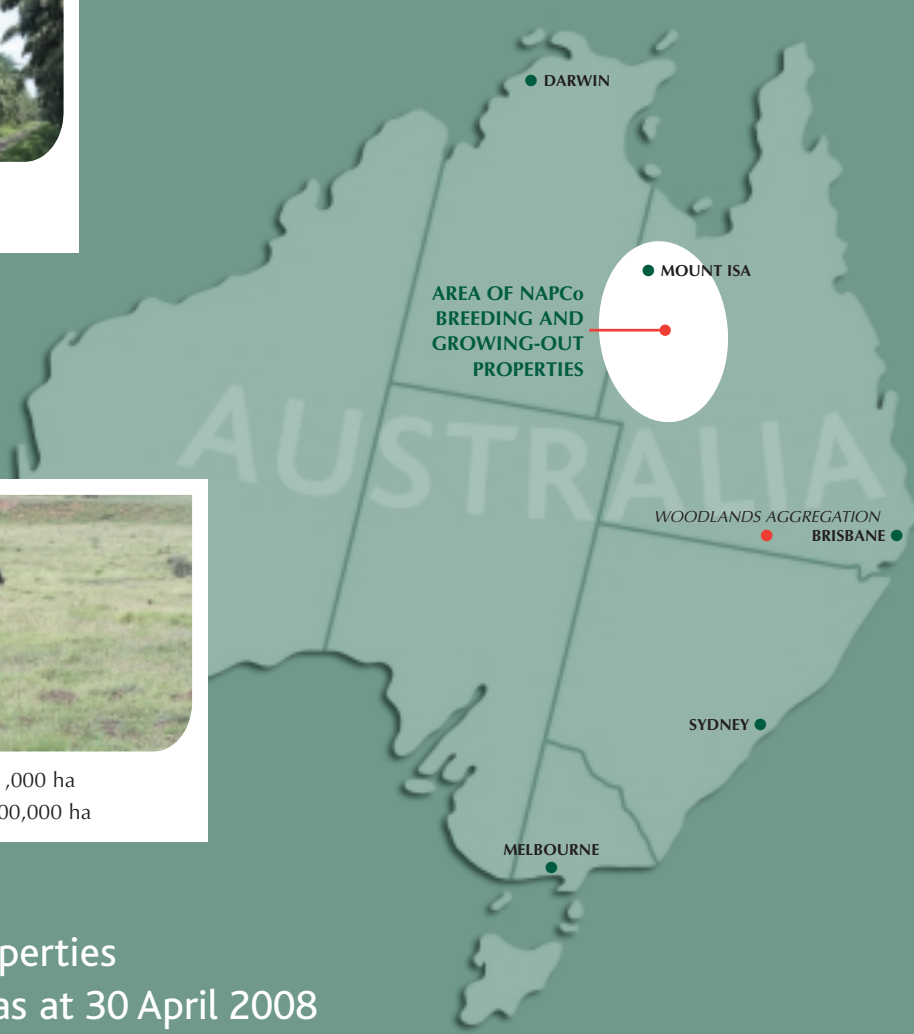 DARWIN
MOUNT ISA
AREA OF NAPCo
BREEDING AND
GROWING-OUT
PROPERTIES
AUSTRALIA
WOODLANDS AGGREGATION
BRISBANE
SYDNEY
,000 ha
00,000 ha
MELBOURNE
perties
as at 30 April 2008